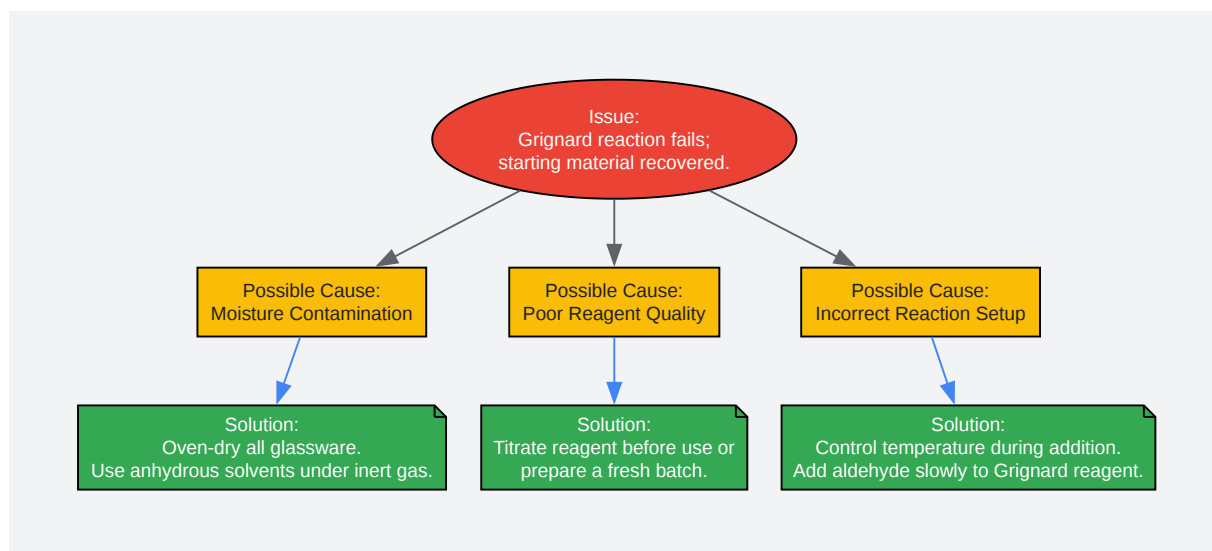 Issue:
Grignard reaction fails;
starting material recovered.
Possible Cause:
Moisture Contamination
Possible Cause:
Poor Reagent Quality
Possible Cause:
Incorrect Reaction Setup
Solution:
Oven-dry all glassware.
Use anhydrous solvents under inert gas.
Solution:
Titrate reagent before use or
prepare a fresh batch.
Solution:
Control temperature during addition.
Add aldehyde slowly to Grignard reagent.